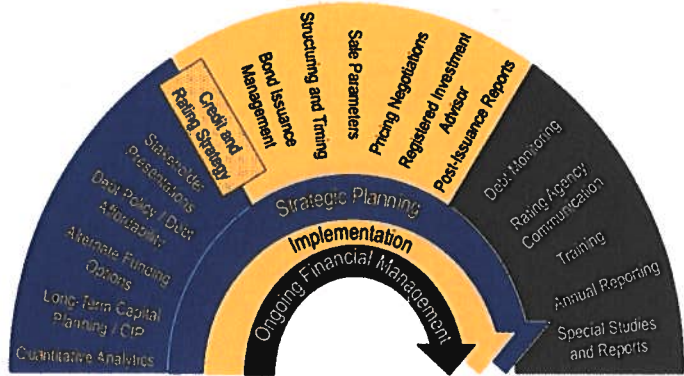 Quantitative Analytics
Long-Term Capital
Planning / CIP
Alternate Funding
Options
Debt Policy / Debt
Affordability
Stakeholder
Presentations
Credit and
Rating Strategy
Bond Issuance
Management
Structuring and Timing
Sale Parameters
Pricing Negotiations
Registered Investment
Advisor
Post-Issuance Reports
Debt Monitoring
Rating Agency
Communication
Training
Annual Reporting
Special Studies
and Reports
Strategic Planning
Implementation
Ongoing Financial Management